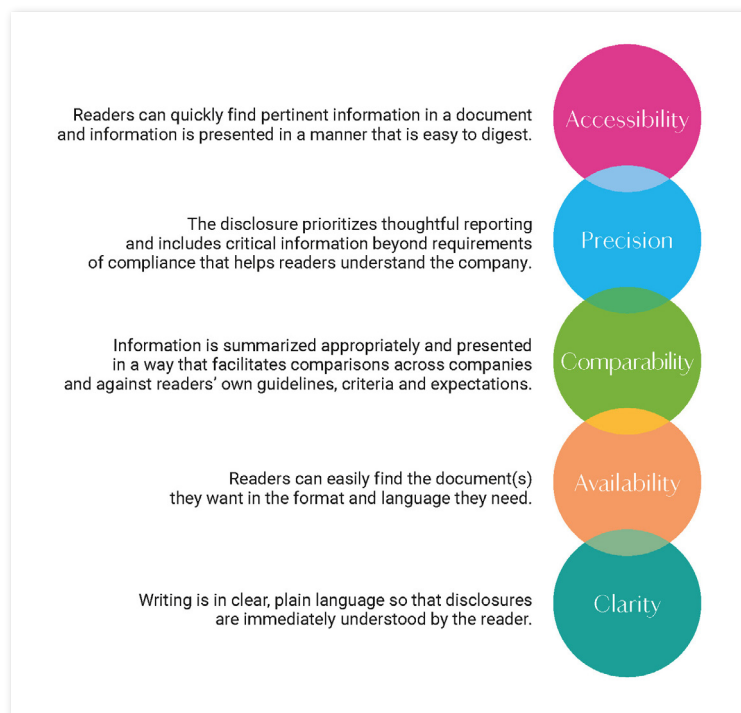 Readers can quickly find pertinent information in a document
and information is presented in a manner that is easy to digest.
Accessibility
The disclosure prioritizes thoughtful reporting
and includes critical information beyond requirements
of compliance that helps readers understand the company.
Precision
Information is summarized appropriately and presented
in a way that facilitates comparisons across companies
and against readers’ own guidelines, criteria and expectations.
Comparability
Readers can easily find the document(s)
they want in the format and language they need.
Availability
Writing is in clear, plain language so that disclosures
are immediately understood by the reader.
Clarity